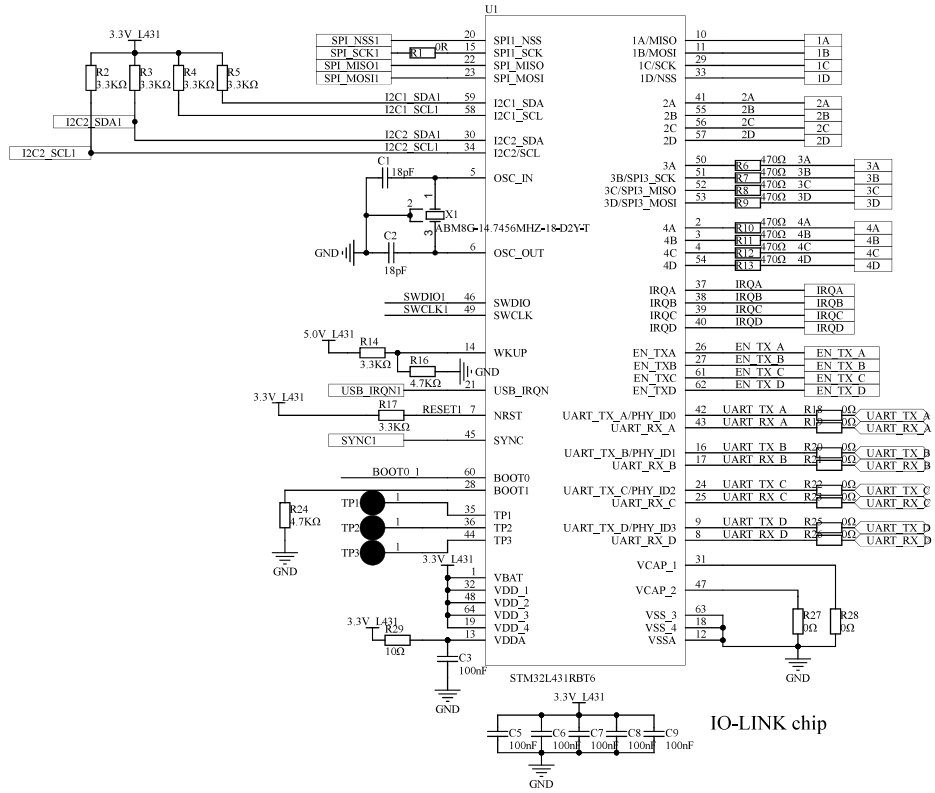 U1
3.3V_L431
R2
3.3KΩ
R3
3.3KΩ
R4
3.3KΩ
R5
3.3KΩ
SPI_NSS1 20 SPI1_NSS
SPI_SCK1 R1 0R 15 SPI1_SCK
SPI_MISO1 22 SPI_MISO
SPI_MOSI1 23 SPI_MOSI
I2C1_SDA1 59 I2C1_SDA
I2C1_SCL1 58 I2C1_SCL
I2C2_SDA1
I2C2_SDA1 30 I2C2_SDA
I2C2_SCL1
I2C2_SCL1 34 I2C2/SCL
C1
18pF
5 OSC_IN
1
2
X1
ABM8G-14.7456MHZ-18-D2Y-T
3
GND
C2
18pF
6 OSC_OUT
SWDIO1 46 SWDIO
SWCLK1 49 SWCLK
5.0V_L431
R14
3.3KΩ
14 WKUP
R16
4.7KΩ
GND
USB_IRQN1 21 USB_IRQN
3.3V_L431
R17
3.3KΩ
RESET1 7 NRST
SYNC1 45 SYNC
BOOT0_1 60 BOOT0
28 BOOT1
R24
4.7KΩ
GND
TP1 1 35 TP1
TP2 1 36 TP2
TP3 1 44 TP3
3.3V_L431
1 VBAT
32 VDD_1
48 VDD_2
64 VDD_3
19 VDD_4
3.3V_L431
R29
10Ω
13 VDDA
C3
100nF
GND
1A/MISO 10 1A
1B/MOSI 11 1B
1C/SCK 29 1C
1D/NSS 33 1D
2A 41 2A 2A
2B 55 2B 2B
2C 56 2C 2C
2D 57 2D 2D
3A 50 R6 470Ω 3A 3A
3B/SPI3_SCK 51 R7 470Ω 3B 3B
3C/SPI3_MISO 52 R8 470Ω 3C 3C
3D/SPI3_MOSI 53 R9 470Ω 3D 3D
4A 2 R10 470Ω 4A 4A
4B 3 R11 470Ω 4B 4B
4C 4 R12 470Ω 4C 4C
4D 54 R13 470Ω 4D 4D
IRQA 37 IRQA IRQA
IRQB 38 IRQB IRQB
IRQC 39 IRQC IRQC
IRQD 40 IRQD IRQD
EN_TXA 26 EN_TX_A EN_TX_A
EN_TXB 27 EN_TX_B EN_TX_B
EN_TXC 61 EN_TX_C EN_TX_C
EN_TXD 62 EN_TX_D EN_TX_D
UART_TX_A/PHY_ID0 42 UART_TX_A R18 0Ω UART_TX_A
UART_RX_A 43 UART_RX_A R19 0Ω UART_RX_A
UART_TX_B/PHY_ID1 16 UART_TX_B R20 0Ω UART_TX_B
UART_RX_B 17 UART_RX_B R21 0Ω UART_RX_B
UART_TX_C/PHY_ID2 24 UART_TX_C R22 0Ω UART_TX_C
UART_RX_C 25 UART_RX_C R23 0Ω UART_RX_C
UART_TX_D/PHY_ID3 9 UART_TX_D R25 0Ω UART_TX_D
UART_RX_D 8 UART_RX_D R26 0Ω UART_RX_D
VCAP_1 31
VCAP_2 47
VSS_3 63
VSS_4 18
VSSA 12
R27
0Ω
R28
0Ω
GND
STM32L431RBT6
3.3V_L431
C5
100nF
C6
100nF
C7
100nF
C8
100nF
C9
100nF
GND
IO-LINK chip